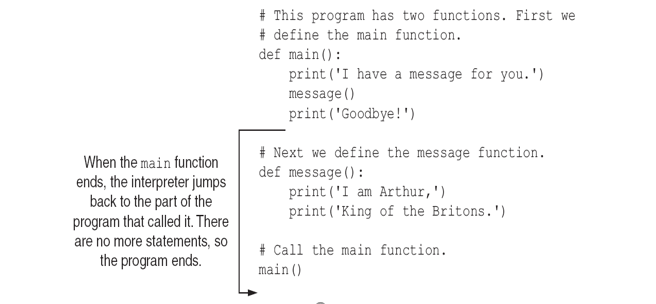 # This program has two functions. First we
# define the main function.
def main():
    print('I have a message for you.')
    message()
    print('Goodbye!')
# Next we define the message function.
def message():
    print('I am Arthur,')
    print('King of the Britons.')
# Call the main function.
main()
When the main function
ends, the interpreter jumps
back to the part of the
program that called it. There
are no more statements, so
the program ends.